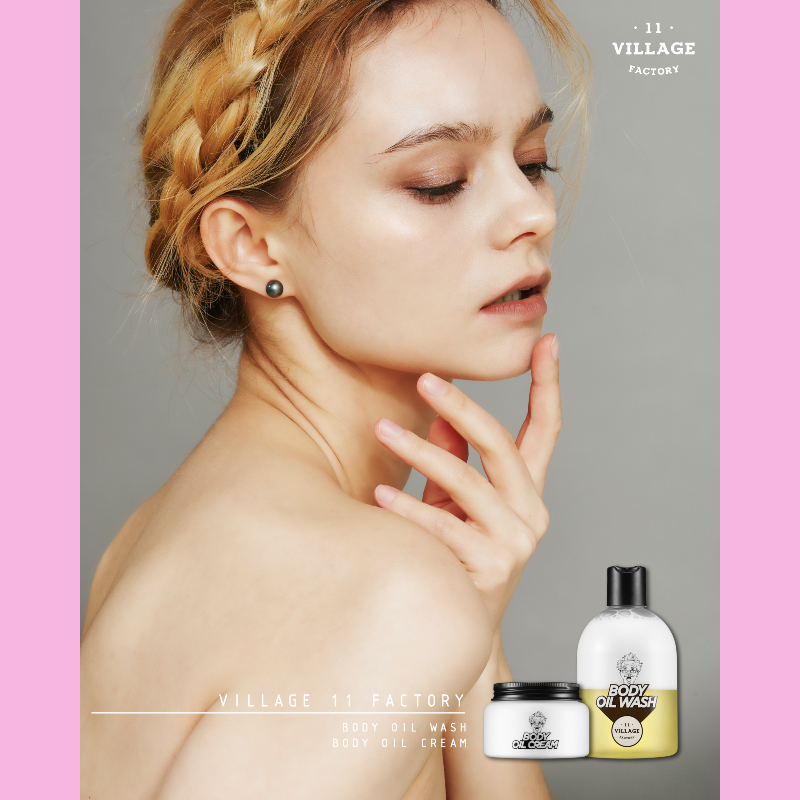 · 11 ·
VILLAGE
FACTORY
VILLAGE 11 FACTORY
BODY OIL WASH
BODY OIL CREAM
BODY
OIL CREAM
BODY
OIL WASH
· 11 ·
VILLAGE
FACTORY